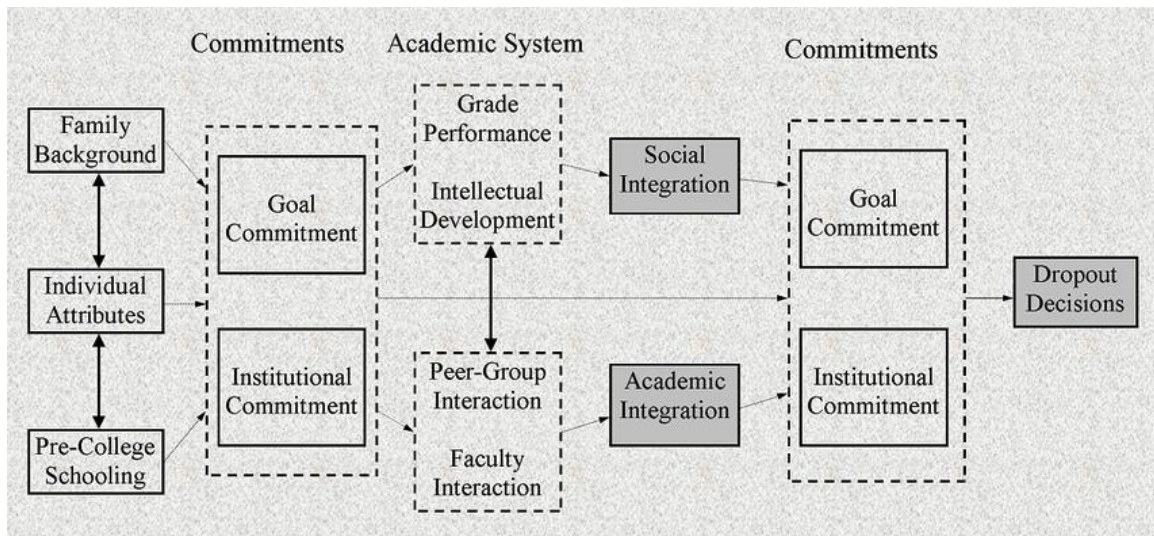 Commitments
Academic System
Commitments
Family
Background
Individual
Attributes
Pre-College
Schooling
Goal
Commitment
Institutional
Commitment
Grade
Performance
Intellectual
Development
Peer-Group
Interaction
Faculty
Interaction
Social
Integration
Academic
Integration
Goal
Commitment
Institutional
Commitment
Dropout
Decisions